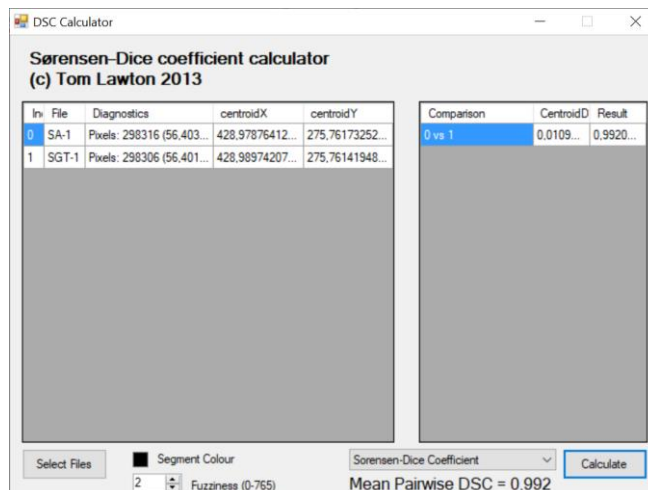 DSC Calculator
Sørensen-Dice coefficient calculator
(c) Tom Lawton 2013
In File Diagnostics centroidX centroidY
0 SA-1 Pixels: 298316 (56,403... 428,97876412... 275,76173252...
1 SGT-1 Pixels: 298306 (56,401... 428,98974207... 275,76141948...
Comparison CentroidD Result
0 vs 1 0,0109... 0,9920...
Select Files
Segment Colour
2 Fuzziness (0-765)
Sorensen-Dice Coefficient
Calculate
Mean Pairwise DSC = 0.992